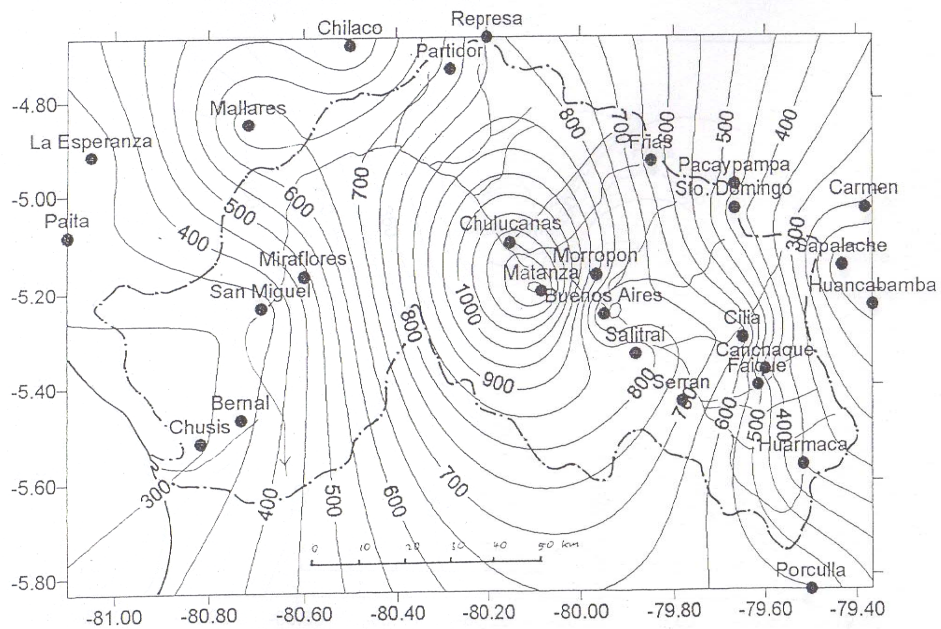 Represa
Chilaco
Partidor
-4.80
Mallares
800
700
600
500
400
La Esperanza
Frias
Pacaypampa
-5.00
700
600
500
Sto. Domingo
Carmen
Paita
400
Chulucanas
300
Sapalache
Miraflores
Morropon
Matanza
Huancabamba
-5.20
San Miguel
1000
Buenos Aires
800
Salitral
Cilia
Canchaque
Faique
-5.40
900
800
Serran
700
600
500
400
Bernal
Chusis
Huarmaca
-5.60
300
400
500
600
700
0 10 20 30 40 50 km
Porculla
-5.80
-81.00 -80.80 -80.60 -80.40 -80.20 -80.00 -79.80 -79.60 -79.40